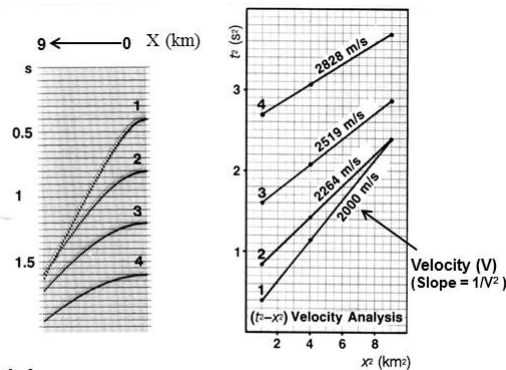 9 ← 0 X (km)
s
0.5
1
1.5
1
2
3
4
t² (s²)
4
3
2
1
2828 m/s
2519 m/s
2264 m/s
2000 m/s
4
3
2
1
Velocity (V)
(Slope = 1/V²)
(t²–x²) Velocity Analysis
2 4 6 8
x² (km²)